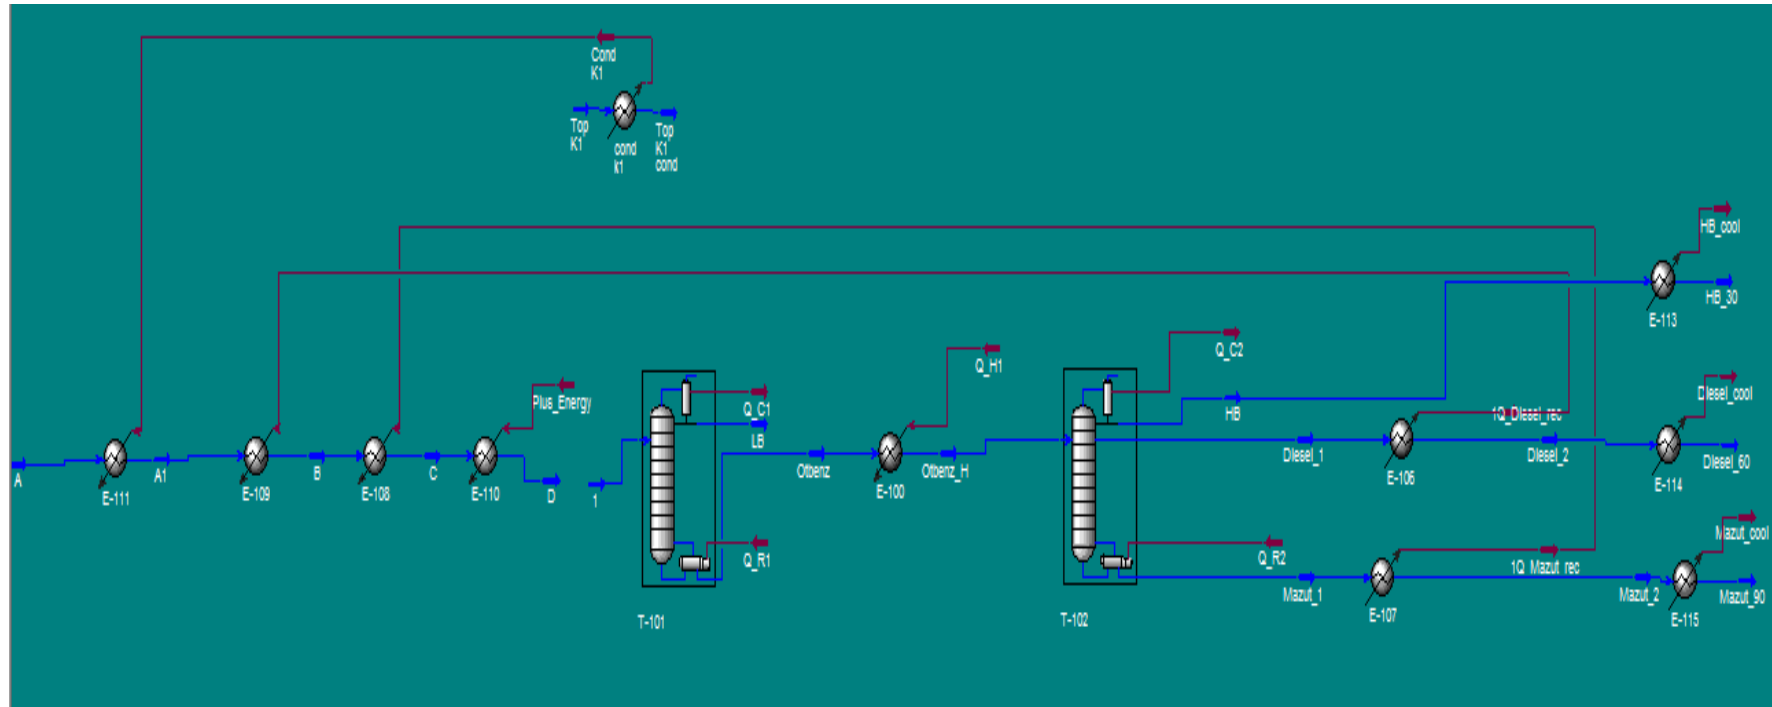 Cond
K1
Top
K1
cond
k1
Top
K1
cond
HB_cool
HB_30
E-113
Q_H1
Q_C2
Plus_Energy
Q_C1
LB
HB
Diesel_cool
1Q_Diesel_rec
A
A1
B
C
D
1
E-111
E-109
E-108
E-110
Otbenz
E-100
Otbenz_H
Diesel_1
E-106
Diesel_2
E-114
Diesel_60
Q_R1
Q_R2
Mazut_cool
1Q_Mazut_rec
Mazut_1
E-107
Mazut_2
E-115
Mazut_90
T-101
T-102